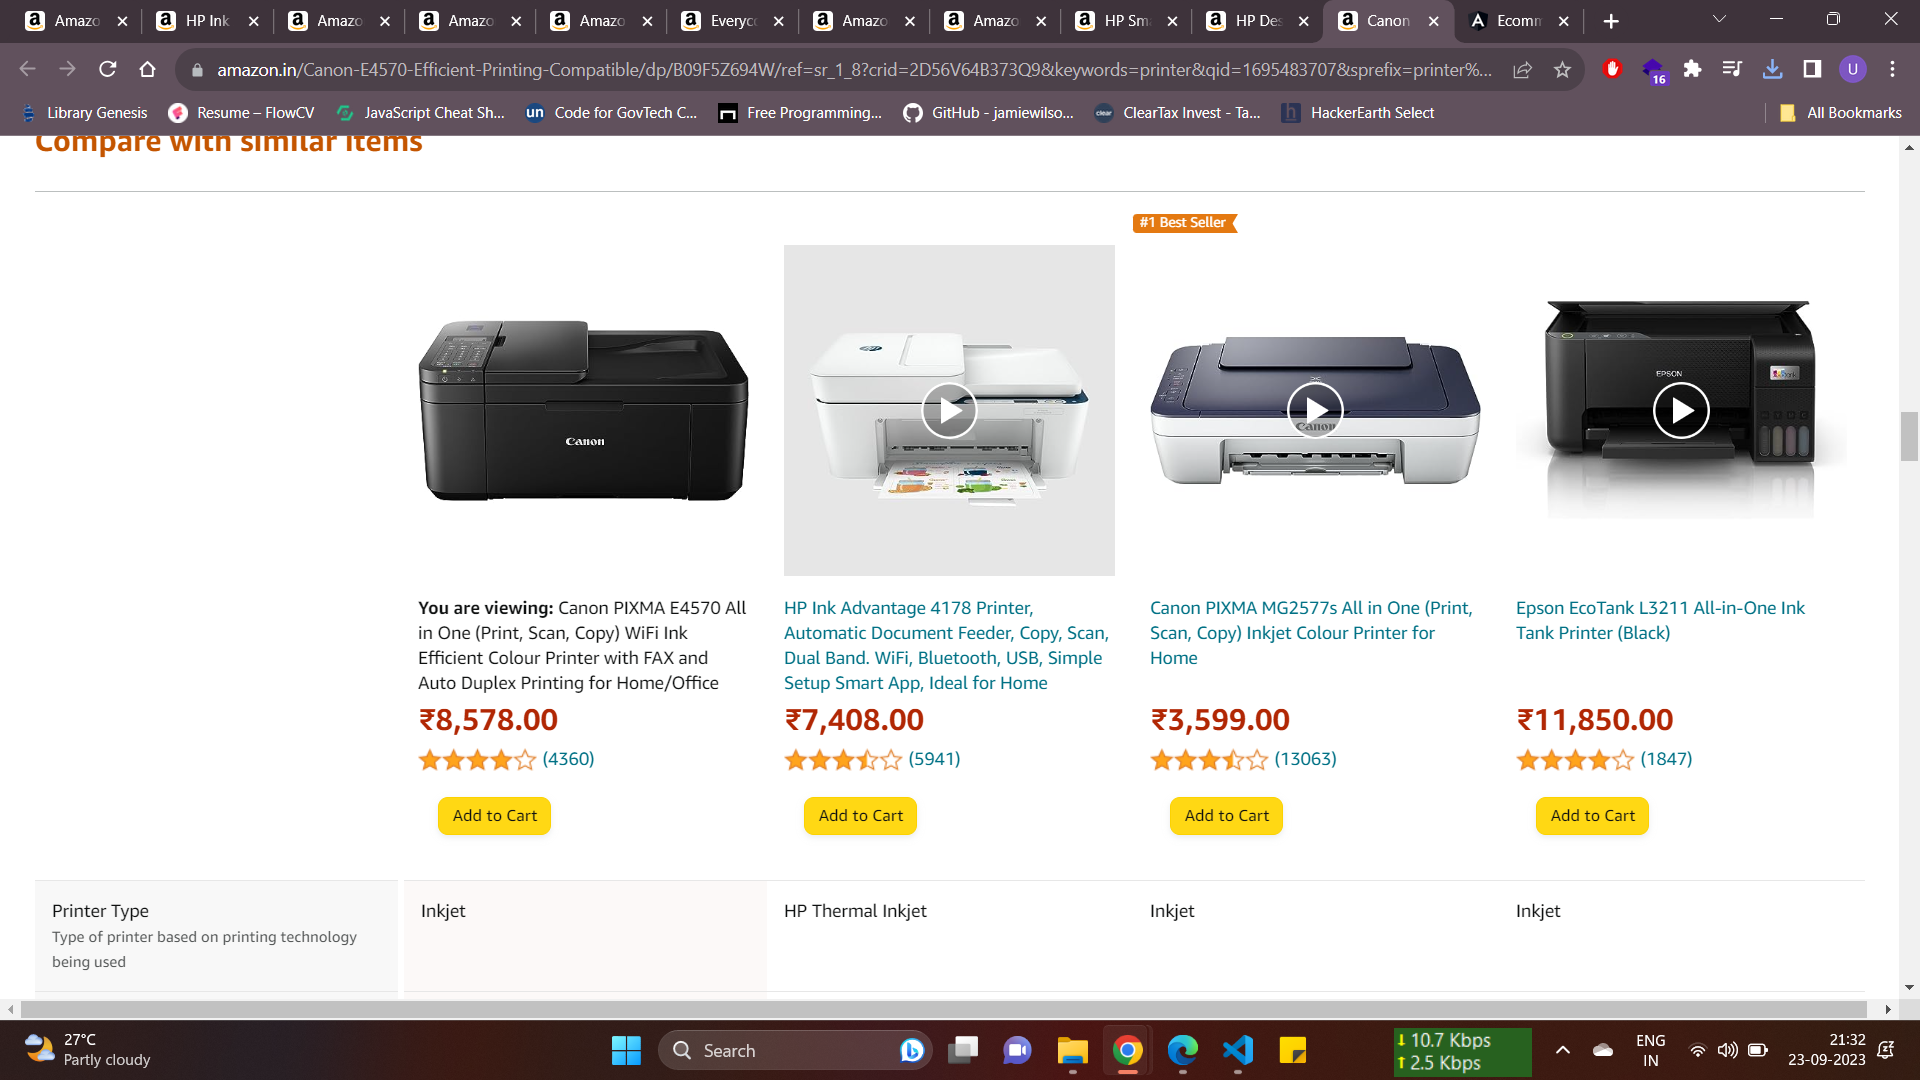 Amazo
HP Ink
Amazo
Amazo
Amazo
Everyco
Amazo
Amazo
HP Sma
HP Des
Canon
Ecomm
amazon.in/Canon-E4570-Efficient-Printing-Compatible/dp/B09F5Z694W/ref=sr_1_8?crid=2D56V64B373Q9&keywords=printer&qid=1695483707&sprefix=printer%...
16
U
Library Genesis
Resume – FlowCV
JavaScript Cheat Sh...
un Code for GovTech C...
Free Programming...
GitHub - jamiewilso...
clear ClearTax Invest - Ta...
h HackerEarth Select
All Bookmarks
Compare with similar items
#1 Best Seller
Canon
Canon
EPSON
You are viewing: Canon PIXMA E4570 All
in One (Print, Scan, Copy) WiFi Ink
Efficient Colour Printer with FAX and
Auto Duplex Printing for Home/Office
₹8,578.00
(4360)
Add to Cart
HP Ink Advantage 4178 Printer,
Automatic Document Feeder, Copy, Scan,
Dual Band. WiFi, Bluetooth, USB, Simple
Setup Smart App, Ideal for Home
₹7,408.00
(5941)
Add to Cart
Canon PIXMA MG2577s All in One (Print,
Scan, Copy) Inkjet Colour Printer for
Home
₹3,599.00
(13063)
Add to Cart
Epson EcoTank L3211 All-in-One Ink
Tank Printer (Black)
₹11,850.00
(1847)
Add to Cart
Printer Type
Type of printer based on printing technology
being used
Inkjet
HP Thermal Inkjet
Inkjet
Inkjet
27°C
Partly cloudy
Search
10.7 Kbps
2.5 Kbps
ENG
IN
21:32
23-09-2023